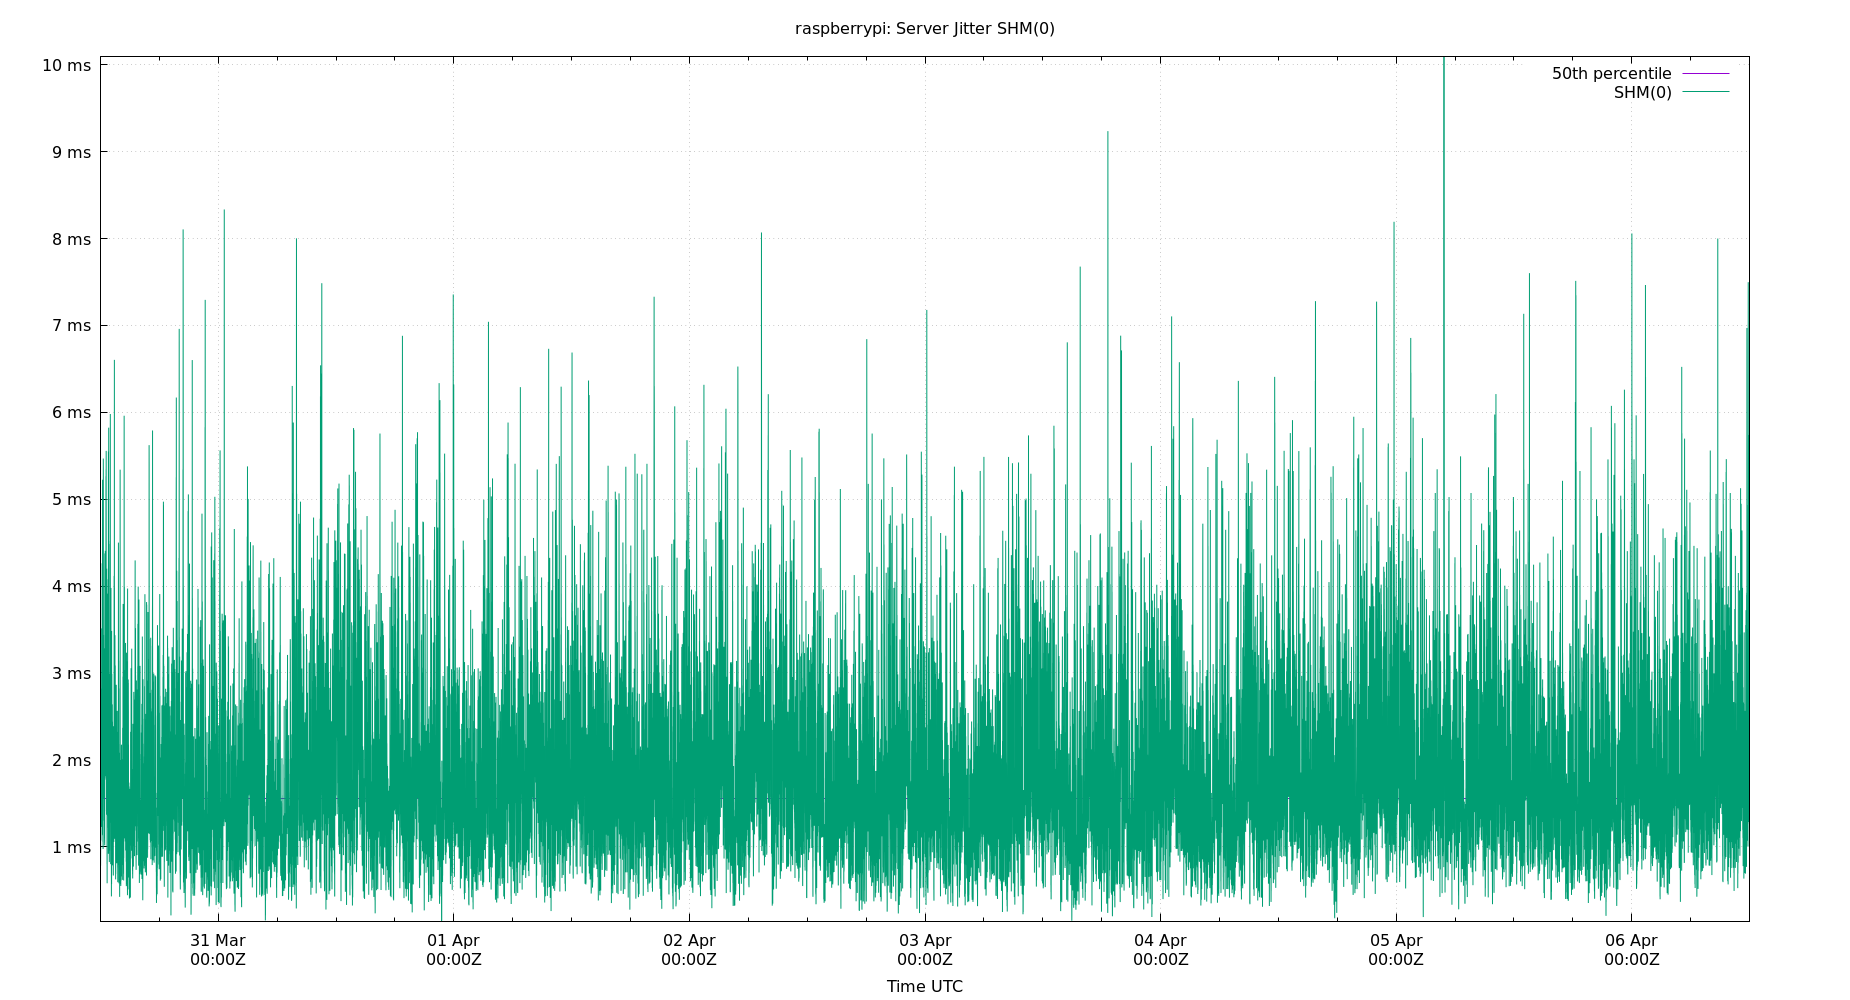 raspberrypi: Server Jitter SHM(0)
10 ms
9 ms
8 ms
7 ms
6 ms
5 ms
4 ms
3 ms
2 ms
1 ms
50th percentile
SHM(0)
31 Mar 01 Apr 02 Apr 03 Apr 04 Apr 05 Apr 06 Apr
00:00Z 00:00Z 00:00Z 00:00Z 00:00Z 00:00Z 00:00Z
Time UTC